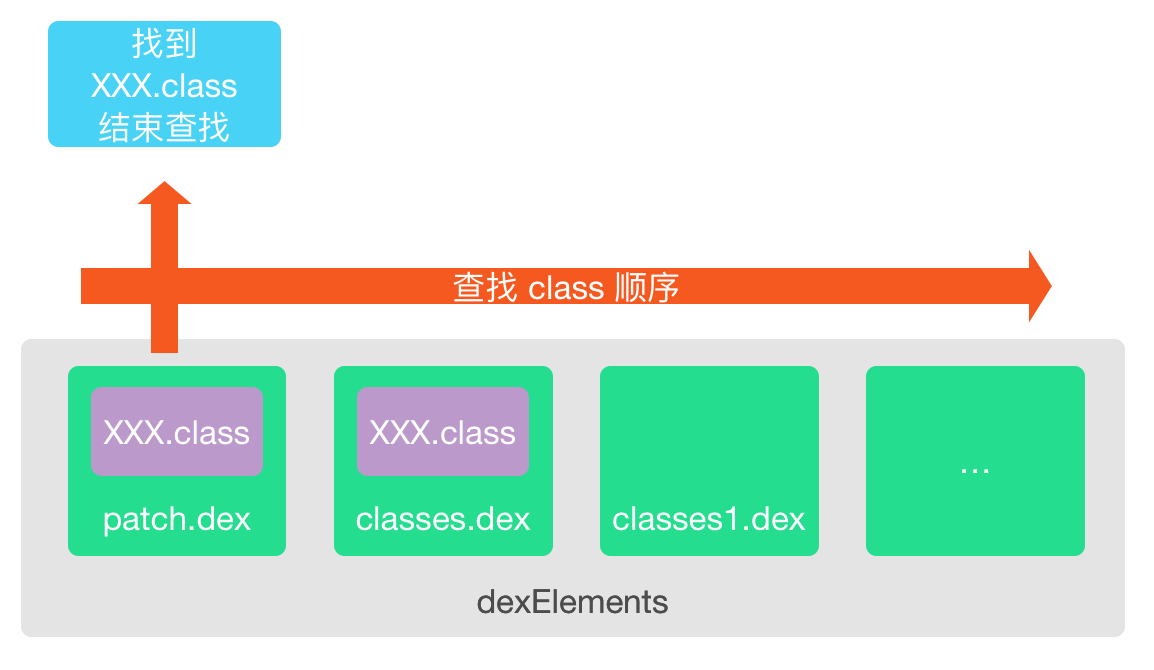 找到
XXX.class
结束查找
查找 class 顺序
XXX.class
patch.dex
XXX.class
classes.dex
classes1.dex
...
dexElements